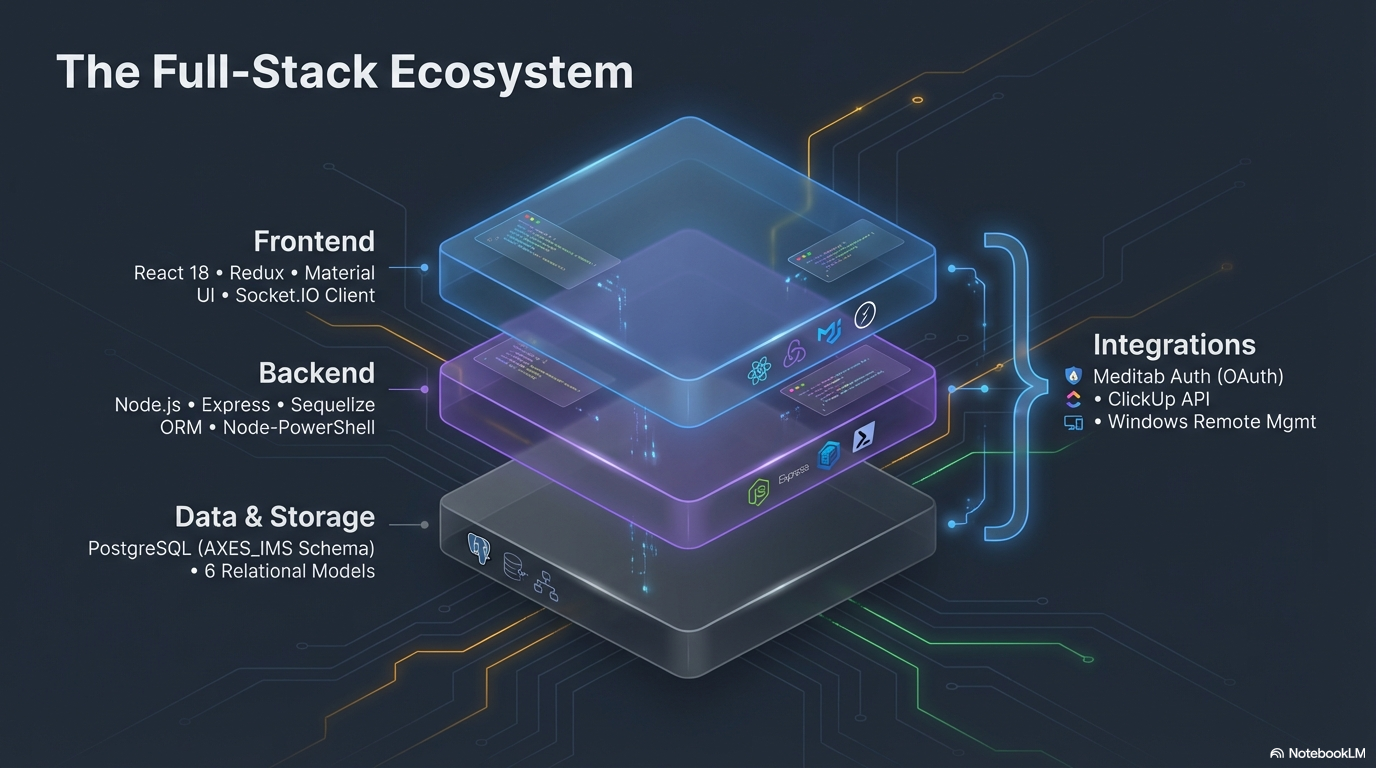 The Full-Stack Ecosystem
Frontend
React 18 • Redux • Material
UI • Socket.IO Client
Backend
Node.js • Express • Sequelize
ORM • Node-PowerShell
Data & Storage
PostgreSQL (AXES_IMS Schema)
• 6 Relational Models
Integrations
Meditab Auth (OAuth)
• ClickUp API
• Windows Remote Mgmt
JS
Express
NotebookLM